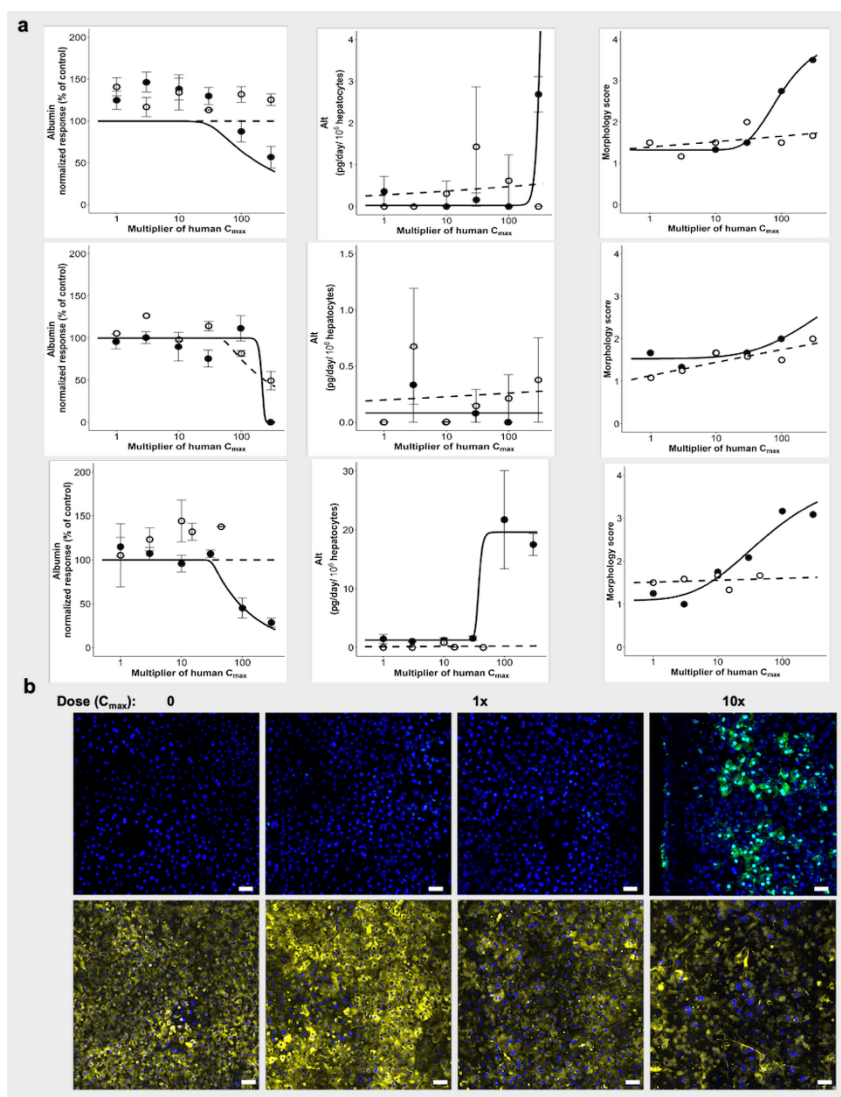 a
200
150
100
50
0
Albumin
normalized response (% of control)
1 10 100
Multiplier of human Cmax
4
3
2
1
0
Alt
(pg/day/ 10⁶ hepatocytes)
1 10 100
Multiplier of human Cmax
4
3
2
1
0
Morphology score
1 10 100
Multiplier of human Cmax
200
150
100
50
0
Albumin
normalized response (% of control)
1 10 100
Multiplier of human Cmax
1.5
1.0
0.5
0.0
Alt
(pg/day/ 10⁶ hepatocytes)
1 10 100
Multiplier of human Cmax
4
3
2
1
0
Morphology score
1 10 100
Multiplier of human Cmax
200
150
100
50
0
Albumin
normalized response (% of control)
1 10 100
Multiplier of human Cmax
30
20
10
0
Alt
(pg/day/ 10⁶ hepatocytes)
1 10 100
Multiplier of human Cmax
4
3
2
1
0
Morphology score
1 10 100
Multiplier of human Cmax
b
Dose (Cmax): 0 1x 10x